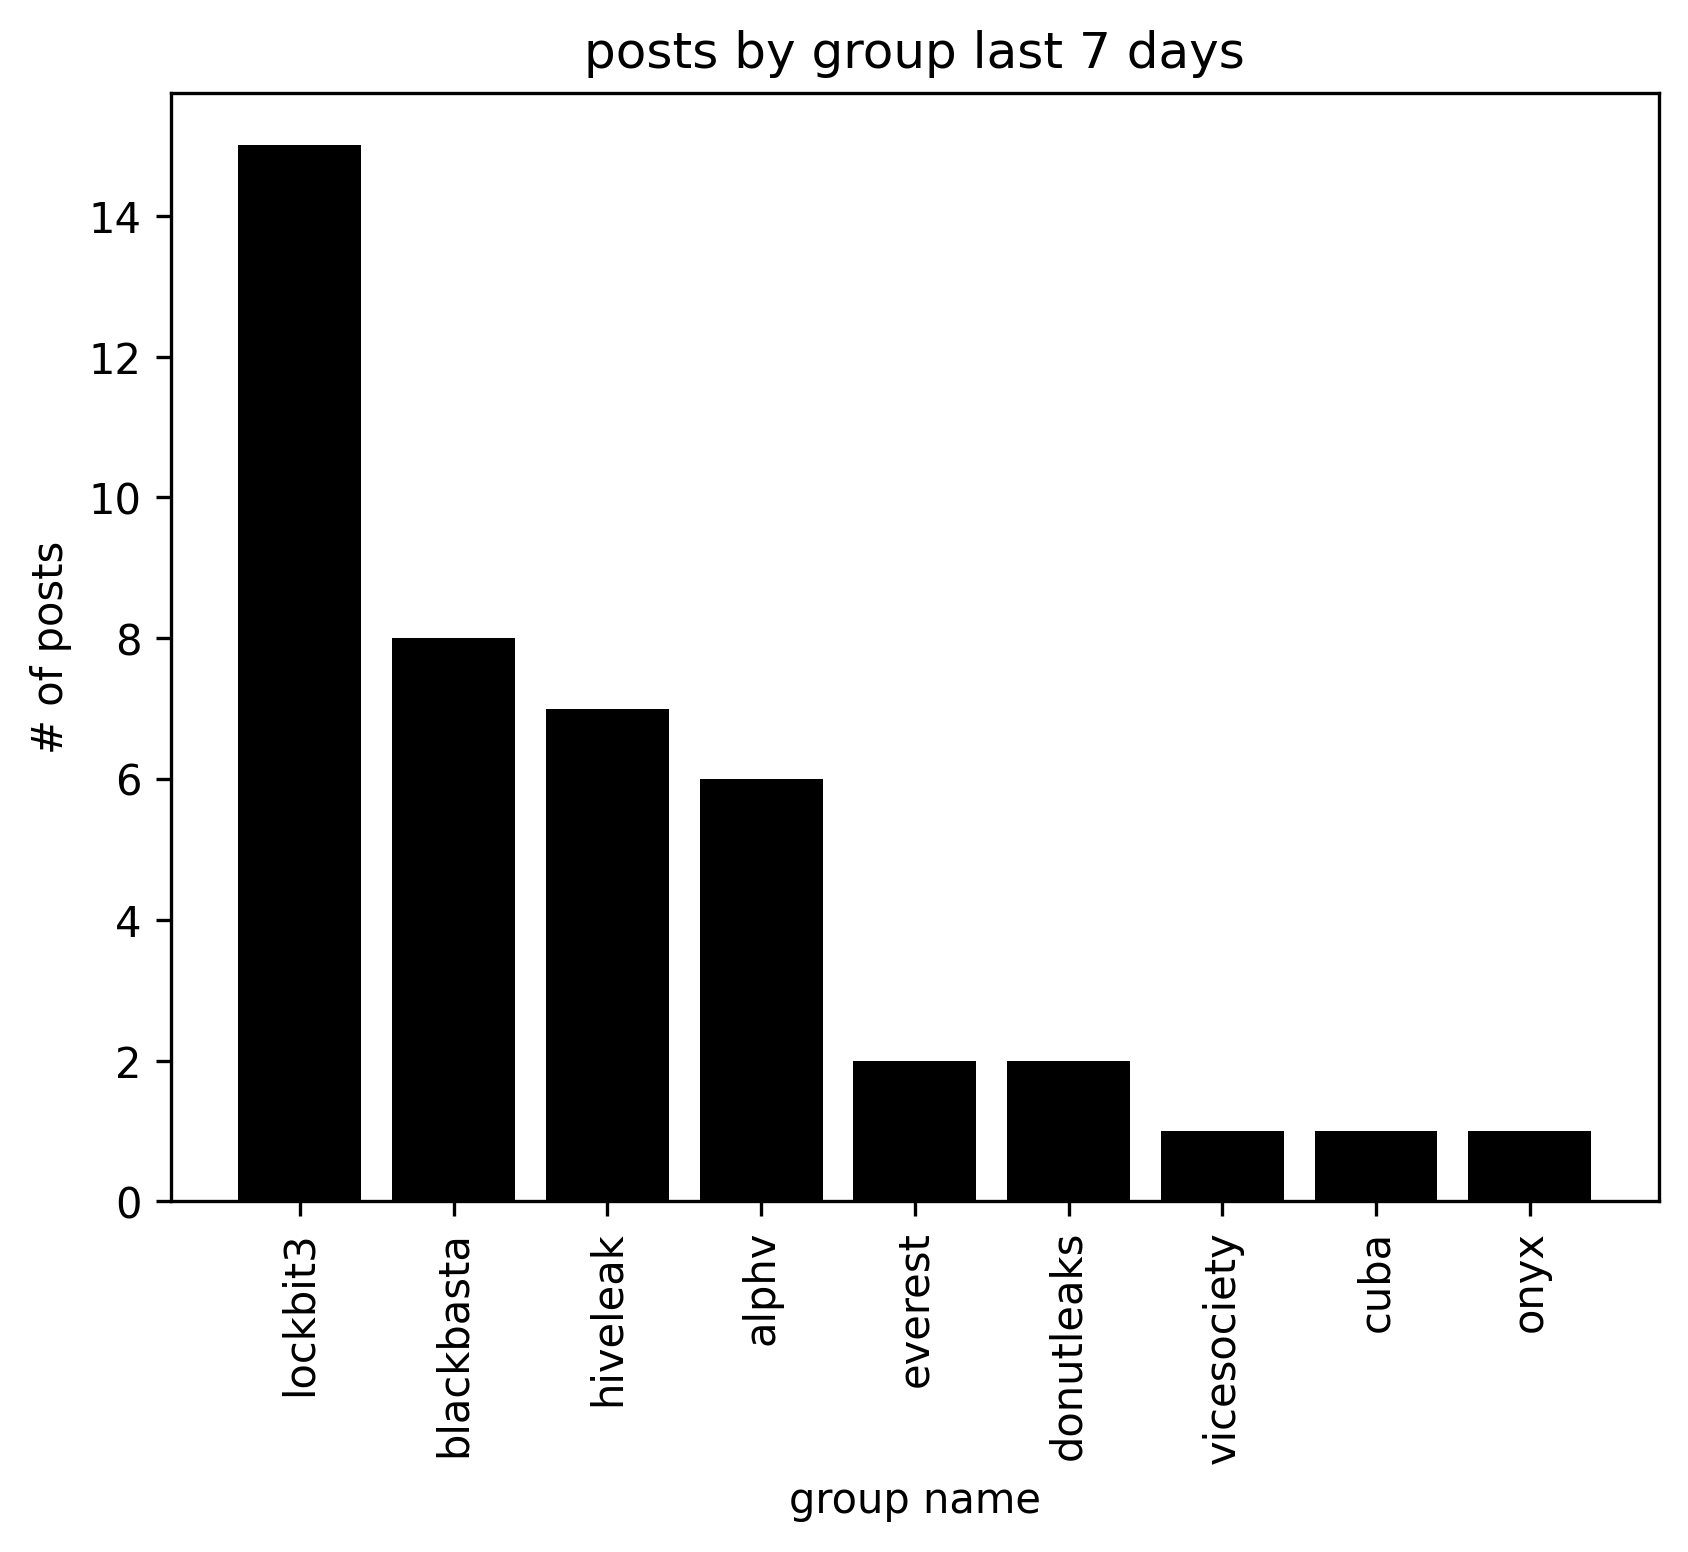 posts by group last 7 days
# of posts
14
12
10
8
6
4
2
0
lockbit3
blackbasta
hiveleak
alphv
everest
donutleaks
vicesociety
cuba
onyx
group name